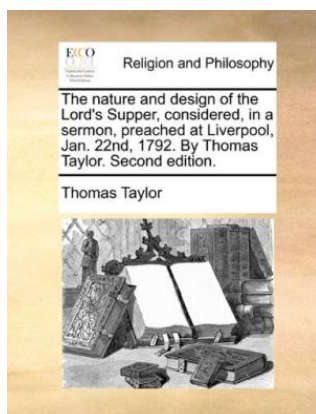 ECCO
Religion and Philosophy
The nature and design of the
Lord's Supper, considered, in a
sermon, preached at Liverpool,
Jan. 22nd, 1792. By Thomas
Taylor. Second edition.
Thomas Taylor